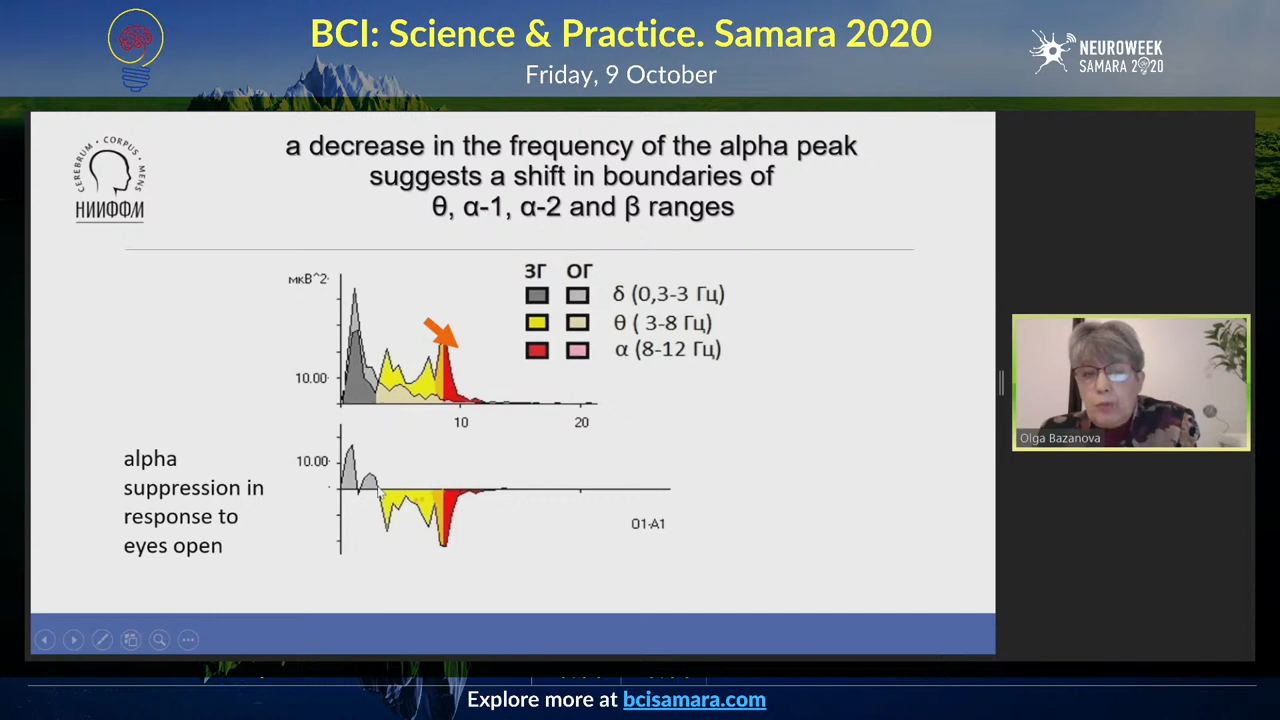 BCI: Science & Practice. Samara 2020
Friday, 9 October
NEUROWEEK
SAMARA 2020
CEREBRUM • CORPUS • MENS
НИИФФМ
a decrease in the frequency of the alpha peak
suggests a shift in boundaries of
θ, α-1, α-2 and β ranges
мкВ^2
10.00
10
20
ЗГ ОГ
δ (0,3-3 Гц)
θ ( 3-8 Гц)
α (8-12 Гц)
alpha
suppression in
response to
eyes open
10.00
O1-A1
Olga Bazanova
Explore more at bcisamara.com